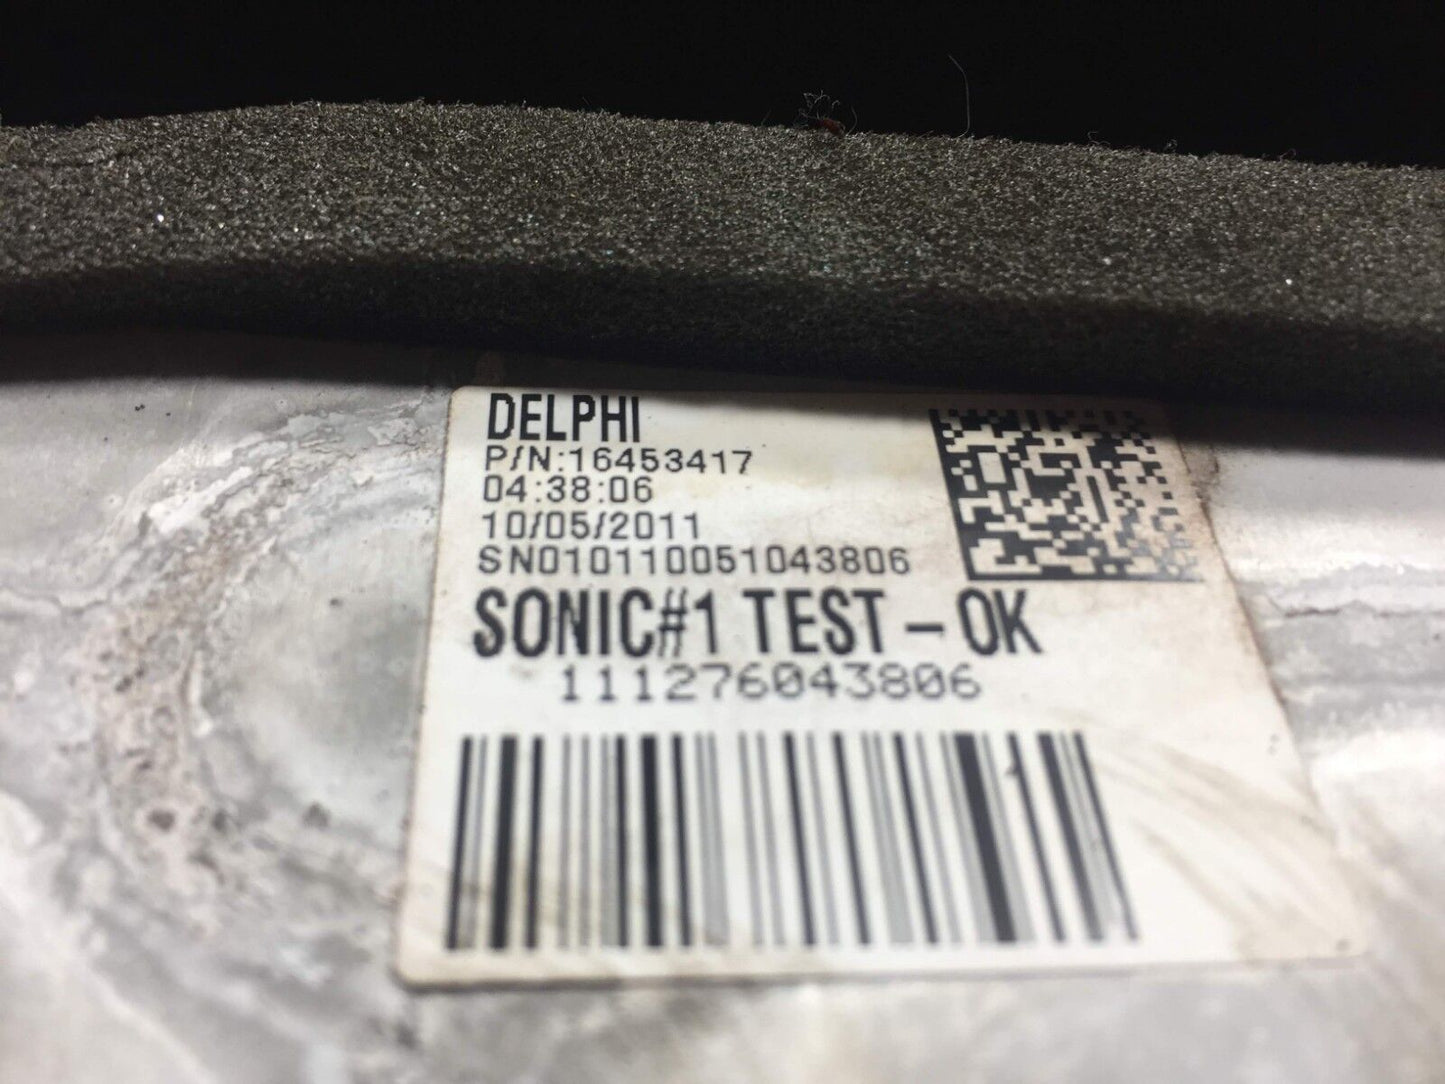 DELPHI
P/N:16453417
04:38:06
10/05/2011
SN010110051043806
SONIC#1 TEST – OK
111276043806